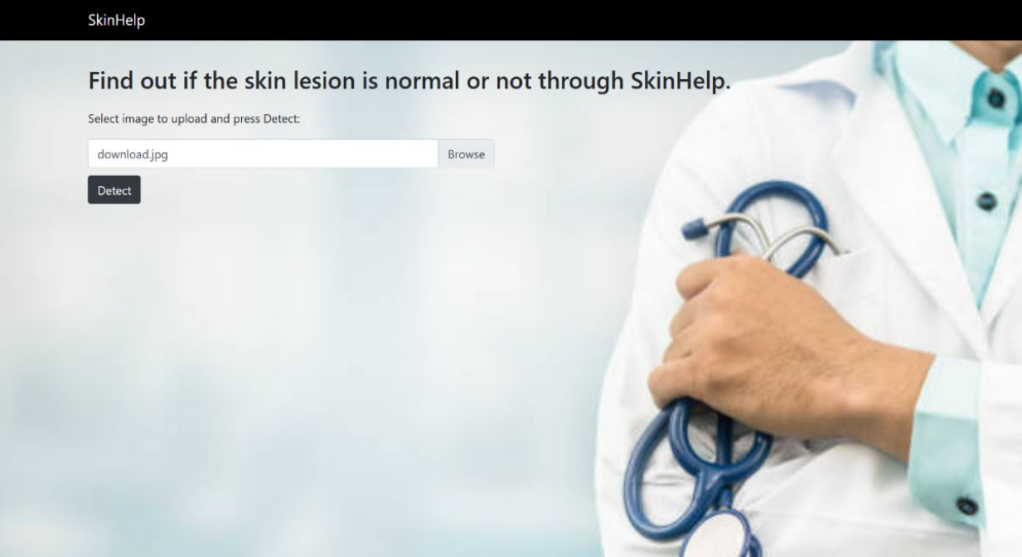 SkinHelp
Find out if the skin lesion is normal or not through SkinHelp.
Select image to upload and press Detect:
download.jpg
Browse
Detect